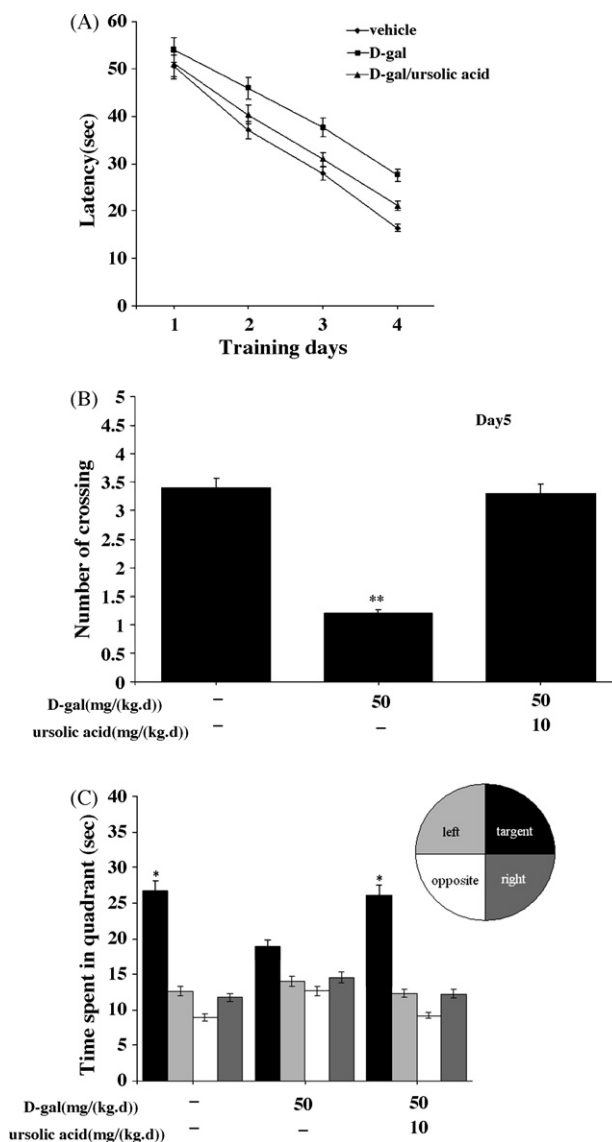 (A)
60
50
40
30
20
10
0
Latency(sec)
vehicle
D-gal
D-gal/ursolic acid
1 2 3 4
Training days
(B)
Day5
5
4.5
4
3.5
3
2.5
2
1.5
1
0.5
0
Number of crossing
**
D-gal(mg/(kg.d)) – 50 50
ursolic acid(mg/(kg.d)) – – 10
(C)
40
35
30
25
20
15
10
5
0
Time spent in quadrant (sec)
* *
left targent
opposite right
D-gal(mg/(kg.d)) – 50 50
ursolic acid(mg/(kg.d)) – – 10